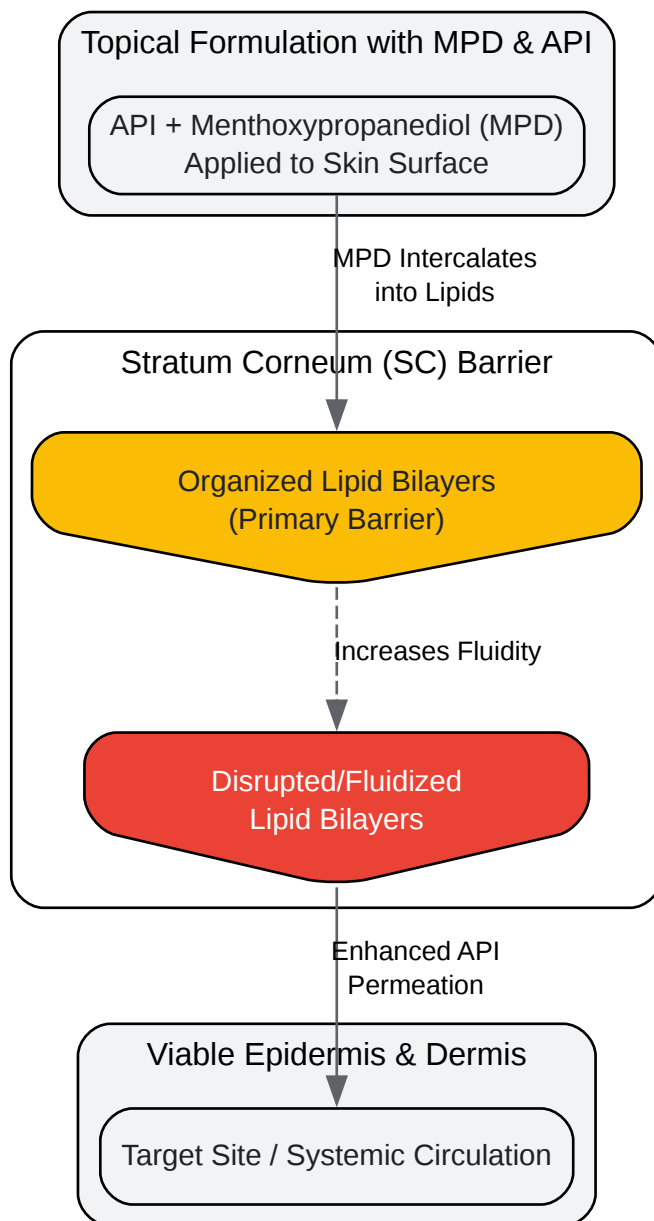 Topical Formulation with MPD & API
API + Menthoxypropanediol (MPD)
Applied to Skin Surface
MPD Intercalates
into Lipids
Stratum Corneum (SC) Barrier
Organized Lipid Bilayers
(Primary Barrier)
Increases Fluidity
Disrupted/Fluidized
Lipid Bilayers
Enhanced API
Permeation
Viable Epidermis & Dermis
Target Site / Systemic Circulation